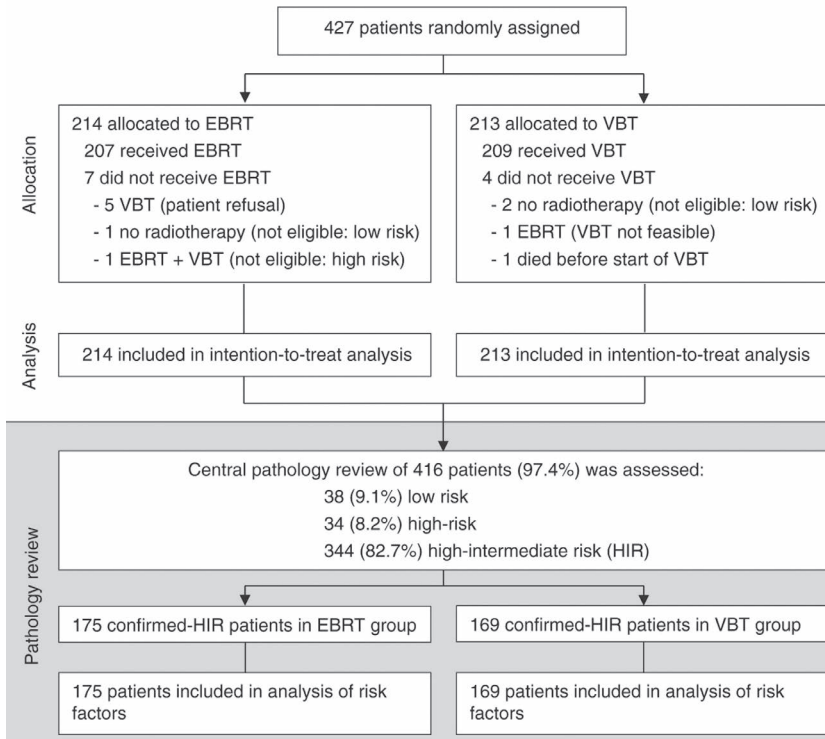 427 patients randomly assigned
Allocation
214 allocated to EBRT
207 received EBRT
7 did not receive EBRT
- 5 VBT (patient refusal)
- 1 no radiotherapy (not eligible: low risk)
- 1 EBRT + VBT (not eligible: high risk)
213 allocated to VBT
209 received VBT
4 did not receive VBT
- 2 no radiotherapy (not eligible: low risk)
- 1 EBRT (VBT not feasible)
- 1 died before start of VBT
Analysis
214 included in intention-to-treat analysis
213 included in intention-to-treat analysis
Pathology review
Central pathology review of 416 patients (97.4%) was assessed:
38 (9.1%) low risk
34 (8.2%) high-risk
344 (82.7%) high-intermediate risk (HIR)
175 confirmed-HIR patients in EBRT group
169 confirmed-HIR patients in VBT group
175 patients included in analysis of risk
factors
169 patients included in analysis of risk
factors